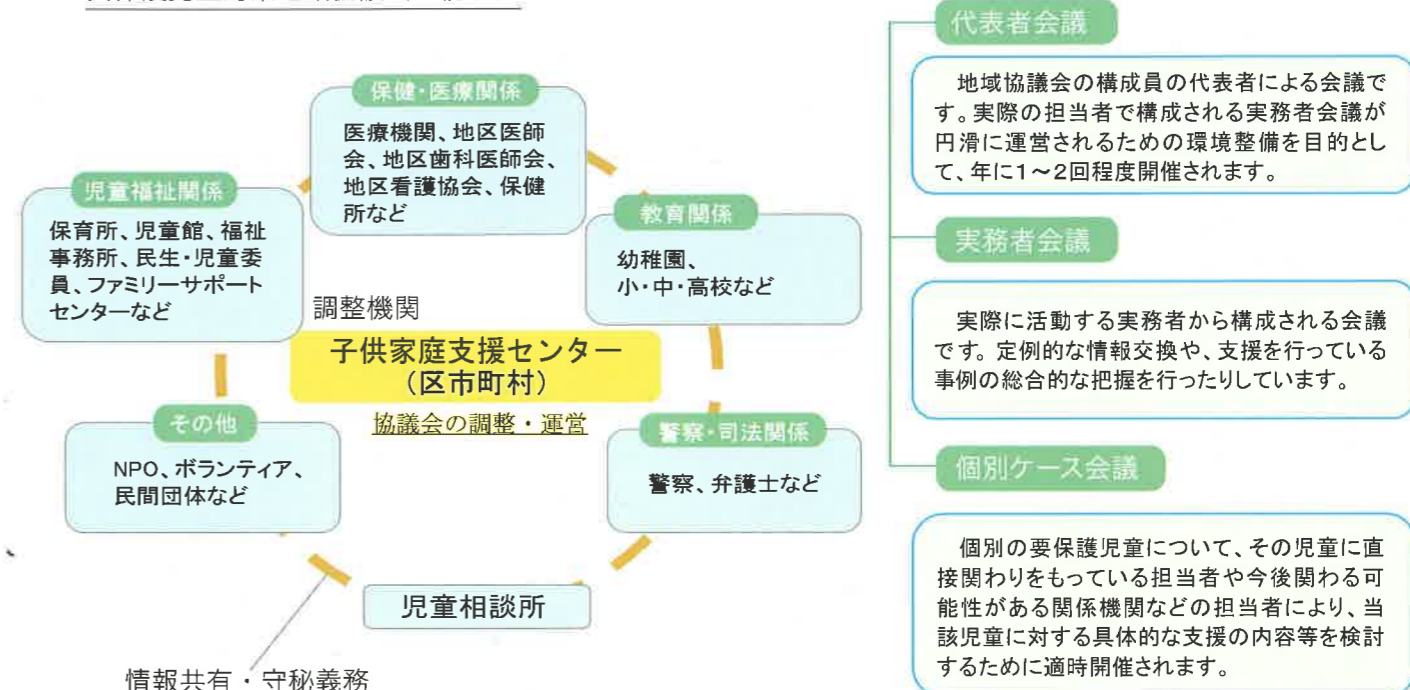 保健・医療関係
医療機関、地区医師
会、地区歯科医師会、
地区看護協会、保健
所など
児童福祉関係
保育所、児童館、福祉
事務所、民生・児童委
員、ファミリーサポート
センターなど
教育関係
幼稚園、
小・中・高校など
調整機関
子供家庭支援センター
（区市町村）
協議会の調整・運営
その他
NPO、ボランティア、
民間団体など
警察・司法関係
警察、弁護士など
児童相談所
情報共有・守秘義務
代表者会議
地域協議会の構成員の代表者による会議で
す。実際の担当者で構成される実務者会議が
円滑に運営されるための環境整備を目的とし
て、年に1～2回程度開催されます。
実務者会議
実際に活動する実務者から構成される会議
です。定例的な情報交換や、支援を行っている
事例の総合的な把握を行ったりしています。
個別ケース会議
個別の要保護児童について、その児童に直
接関わりをもっている担当者や今後関わる可
能性がある関係機関などの担当者により、当
該児童に対する具体的な支援の内容等を検討
するために適時開催されます。